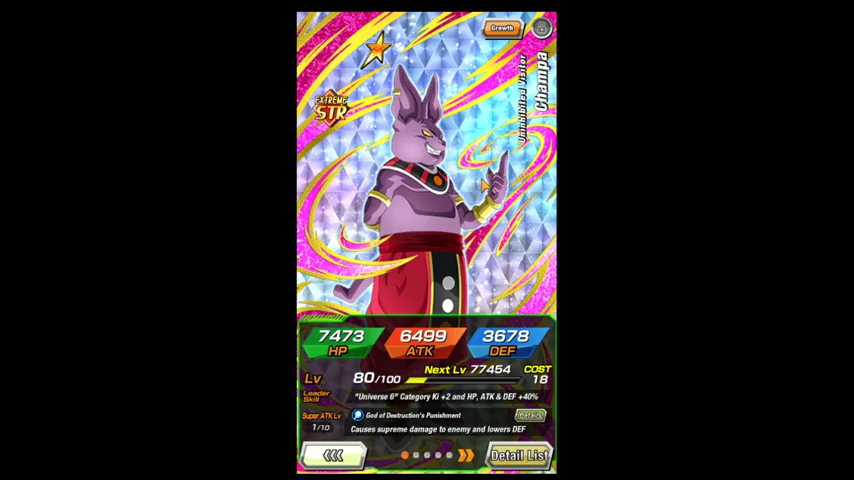 Growth
Uninhibited Visitor
Champa
EXTREME
STR
7473
HP
6499
ATK
3678
DEF
Next Lv 77454
COST
18
Lv 80/100
Leader Skill
"Universe 6" Category Ki +2 and HP, ATK & DEF +40%
Super ATK Lv
1/10
God of Destruction's Punishment
Details
Causes supreme damage to enemy and lowers DEF
Detail List